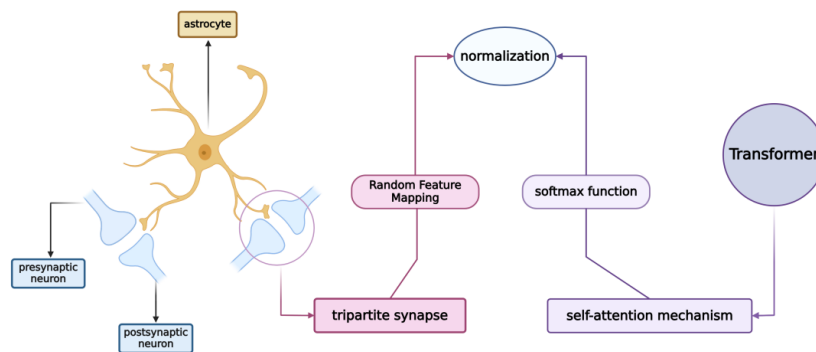 astrocyte
normalization
Transformer
Random Feature
Mapping
softmax function
presynaptic
neuron
tripartite synapse
self-attention mechanism
postsynaptic
neuron